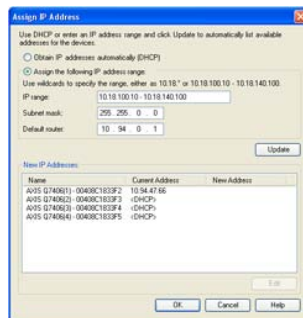 Assign IP Address
Use DHCP or enter an IP address range and click Update to automatically list available
addresses for the devices.
Obtain IP addresses automatically (DHCP)
Assign the following IP address range:
Use wildcards to specify the range, either as 10.18.* or 10.18.100.10 - 10.18.140.100
IP range: 10.18.100.10 - 10.18.140.100
Subnet mask: 255 . 255 . 0 . 0
Default router: 10 . 94 . 0 . 1
Update
New IP Addresses:
Name Current Address New Address
AXIS Q7406(1) - 00408C1833F2 10.94.47.66
AXIS Q7406(2) - 00408C1833F3 <DHCP>
AXIS Q7406(3) - 00408C1833F4 <DHCP>
AXIS Q7406(4) - 00408C1833F5 <DHCP>
Edit
OK Cancel Help